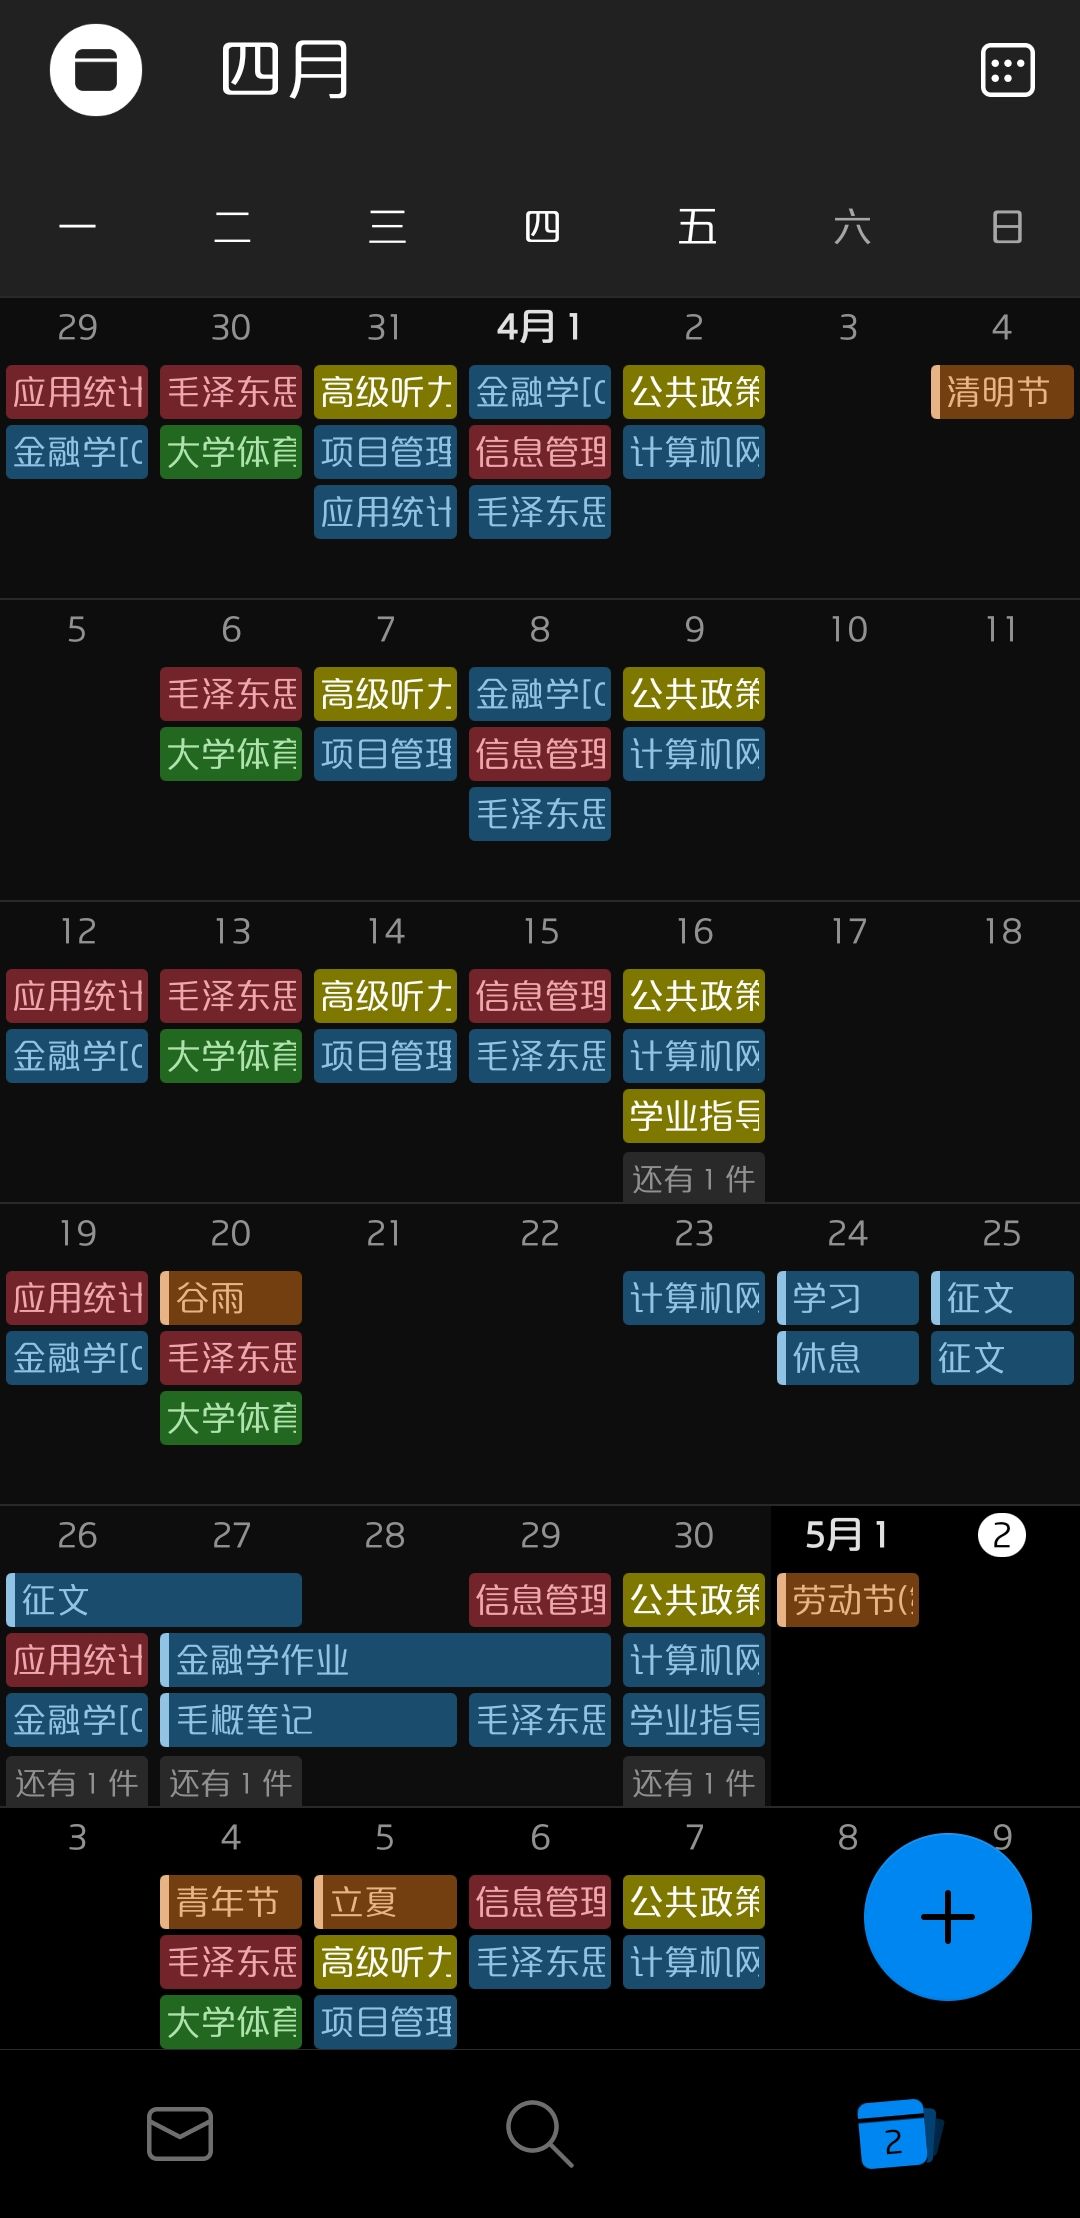 四月
一 二 三 四 五 六 日
29 30 31 4月 1 2 3 4
应用统计 毛泽东思 高级听力 金融学[C 公共政策 清明节
金融学[C 大学体育 项目管理 信息管理 计算机网
应用统计 毛泽东思
5 6 7 8 9 10 11
毛泽东思 高级听力 金融学[C 公共政策
大学体育 项目管理 信息管理 计算机网
毛泽东思
12 13 14 15 16 17 18
应用统计 毛泽东思 高级听力 信息管理 公共政策
金融学[C 大学体育 项目管理 毛泽东思 计算机网
学业指导
还有 1 件
19 20 21 22 23 24 25
应用统计 谷雨 计算机网 学习 征文
金融学[C 毛泽东思 休息 征文
大学体育
26 27 28 29 30 5月 1 2
征文 信息管理 公共政策 劳动节(
应用统计 金融学作业 计算机网
金融学[C 毛概笔记 毛泽东思 学业指导
还有 1 件 还有 1 件 还有 1 件
3 4 5 6 7 8 9
青年节 立夏 信息管理 公共政策
毛泽东思 高级听力 毛泽东思 计算机网
大学体育 项目管理
2